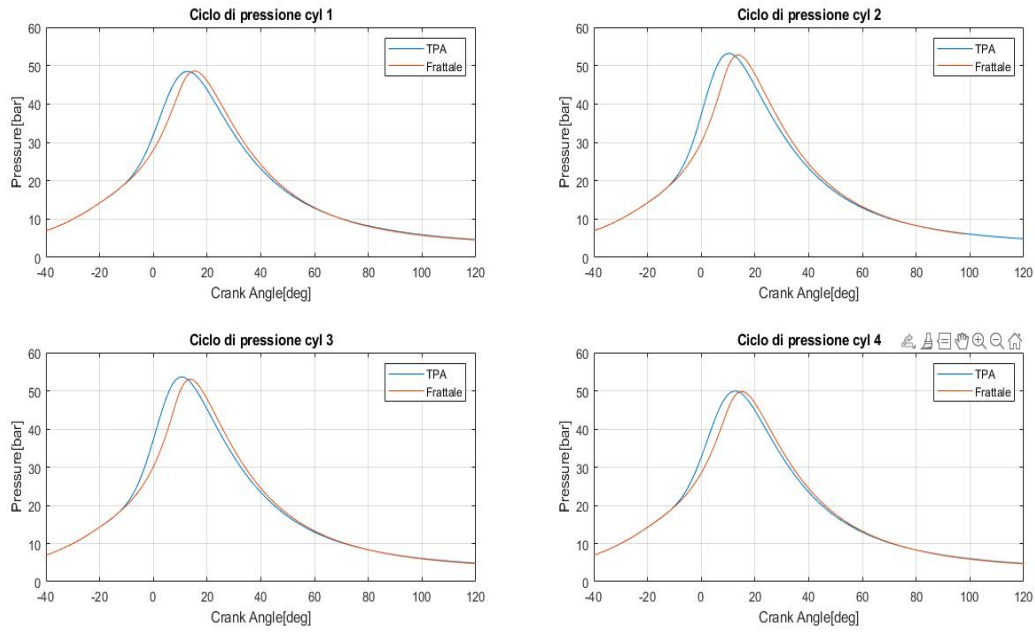 Ciclo di pressione cyl 1
Pressure[bar]
60
50
40
30
20
10
0
TPA
Frattale
-40 -20 0 20 40 60 80 100 120
Crank Angle[deg]
Ciclo di pressione cyl 2
Pressure[bar]
60
50
40
30
20
10
0
TPA
Frattale
-40 -20 0 20 40 60 80 100 120
Crank Angle[deg]
Ciclo di pressione cyl 3
Pressure[bar]
60
50
40
30
20
10
0
TPA
Frattale
-40 -20 0 20 40 60 80 100 120
Crank Angle[deg]
Ciclo di pressione cyl 4
Pressure[bar]
60
50
40
30
20
10
0
TPA
Frattale
-40 -20 0 20 40 60 80 100 120
Crank Angle[deg]